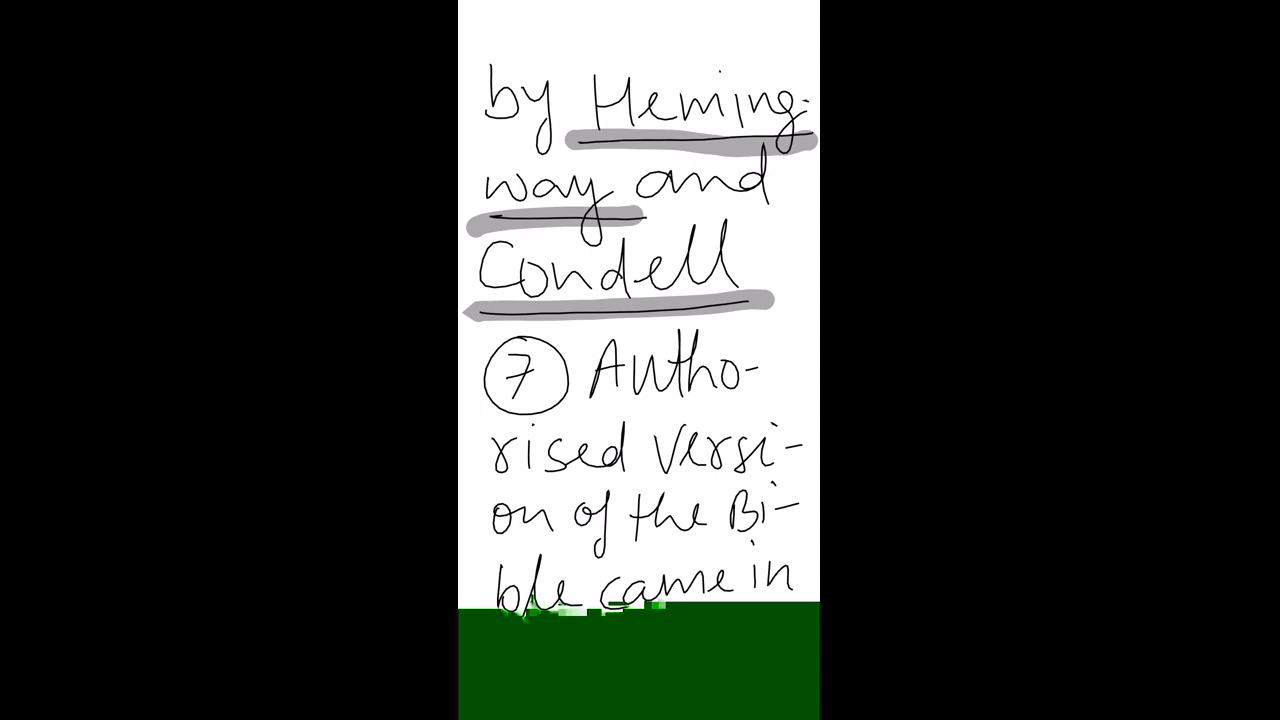 by Heming-
way and
Condell
7 Autho-
rised versi-
on of the Bi-
ble came in